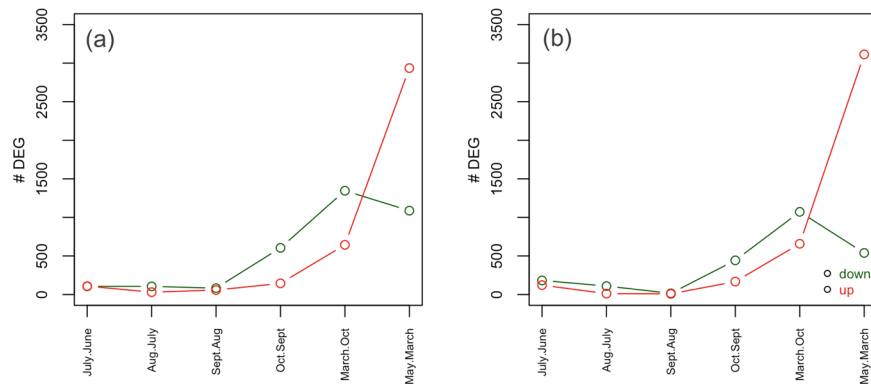 (a)
# DEG
3500
2500
1500
500
0
July.June
Aug.July
Sept.Aug
Oct.Sept
March.Oct
May.March
(b)
# DEG
3500
2500
1500
500
0
down
up
July.June
Aug.July
Sept.Aug
Oct.Sept
March.Oct
May.March